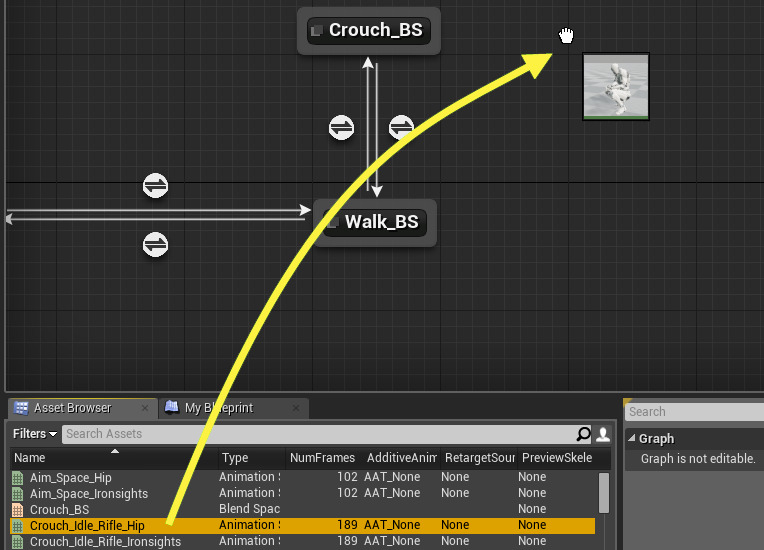 Crouch_BS
Walk_BS
Asset Browser
My Blueprint
Filters
Search Assets
Search
Name Type NumFrames AdditiveAnim RetargetSour PreviewSkele
Graph
Graph is not editable.
Aim_Space_Hip Animation S 102 AAT_None None None
Aim_Space_Ironsights Animation S 102 AAT_None None None
Crouch_BS Blend Spac None
Crouch_Idle_Rifle_Hip Animation S 189 AAT_None None None
Crouch_Idle_Rifle_Ironsights Animation S 189 AAT_None None None